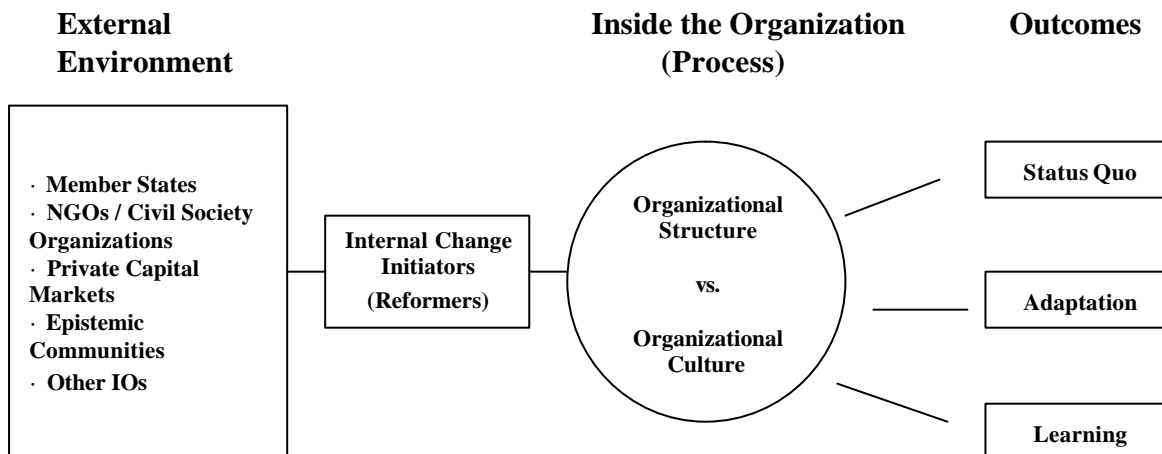 External
Environment
Inside the Organization
(Process)
Outcomes
· Member States
· NGOs / Civil Society
Organizations
· Private Capital
Markets
· Epistemic
Communities
· Other IOs
Internal Change
Initiators
(Reformers)
Organizational
Structure
vs.
Organizational
Culture
Status Quo
Adaptation
Learning